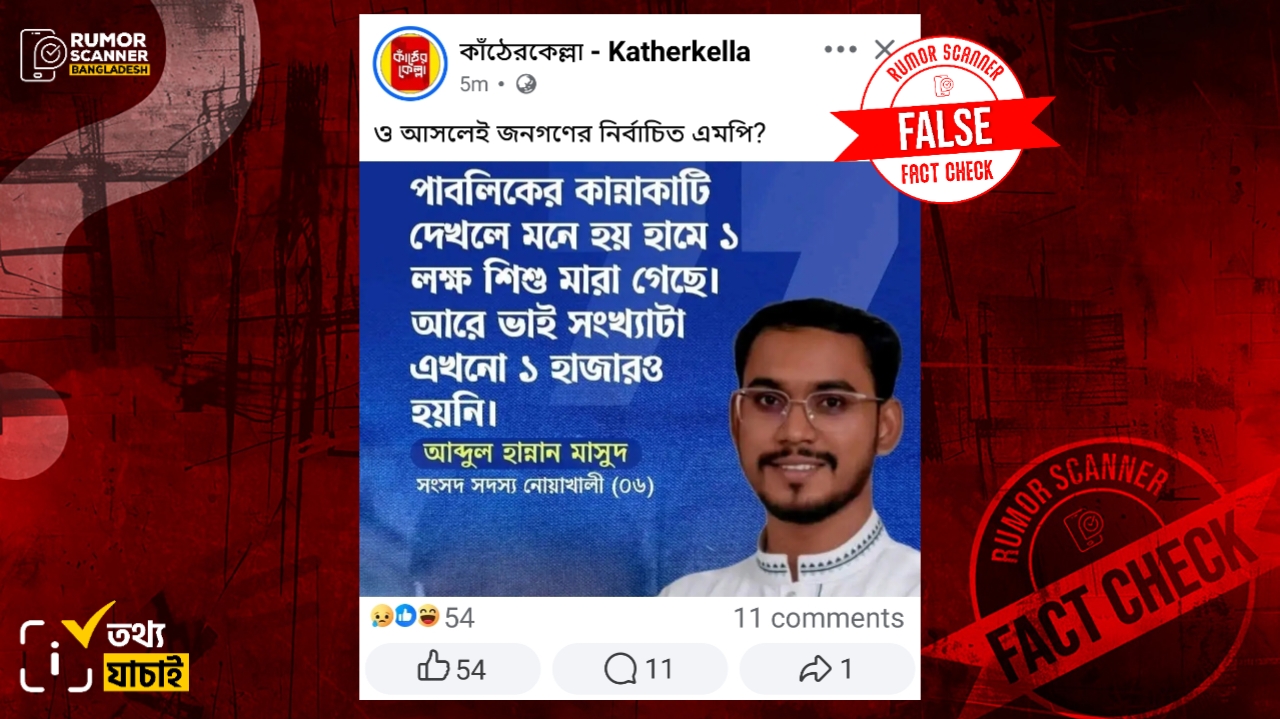 RUMOR
SCANNER
BANGLADESH
কাঁঠেরকেল্লা - Katherkella
5m
কাঁঠের
কেল্লা
ও আসলেই জনগণের নির্বাচিত এমপি?
RUMOR SCANNER
FALSE
FACT CHECK
পাবলিকের কান্নাকাটি
দেখলে মনে হয় হামে ১
লক্ষ শিশু মারা গেছে।
আরে ভাই সংখ্যাটা
এখনো ১ হাজারও
হয়নি।
আব্দুল হান্নান মাসুদ
সংসদ সদস্য নোয়াখালী (০৬)
54
11 comments
54
11
1
তথ্য
যাচাই
RUMOR SCANNER
FACT CHECK